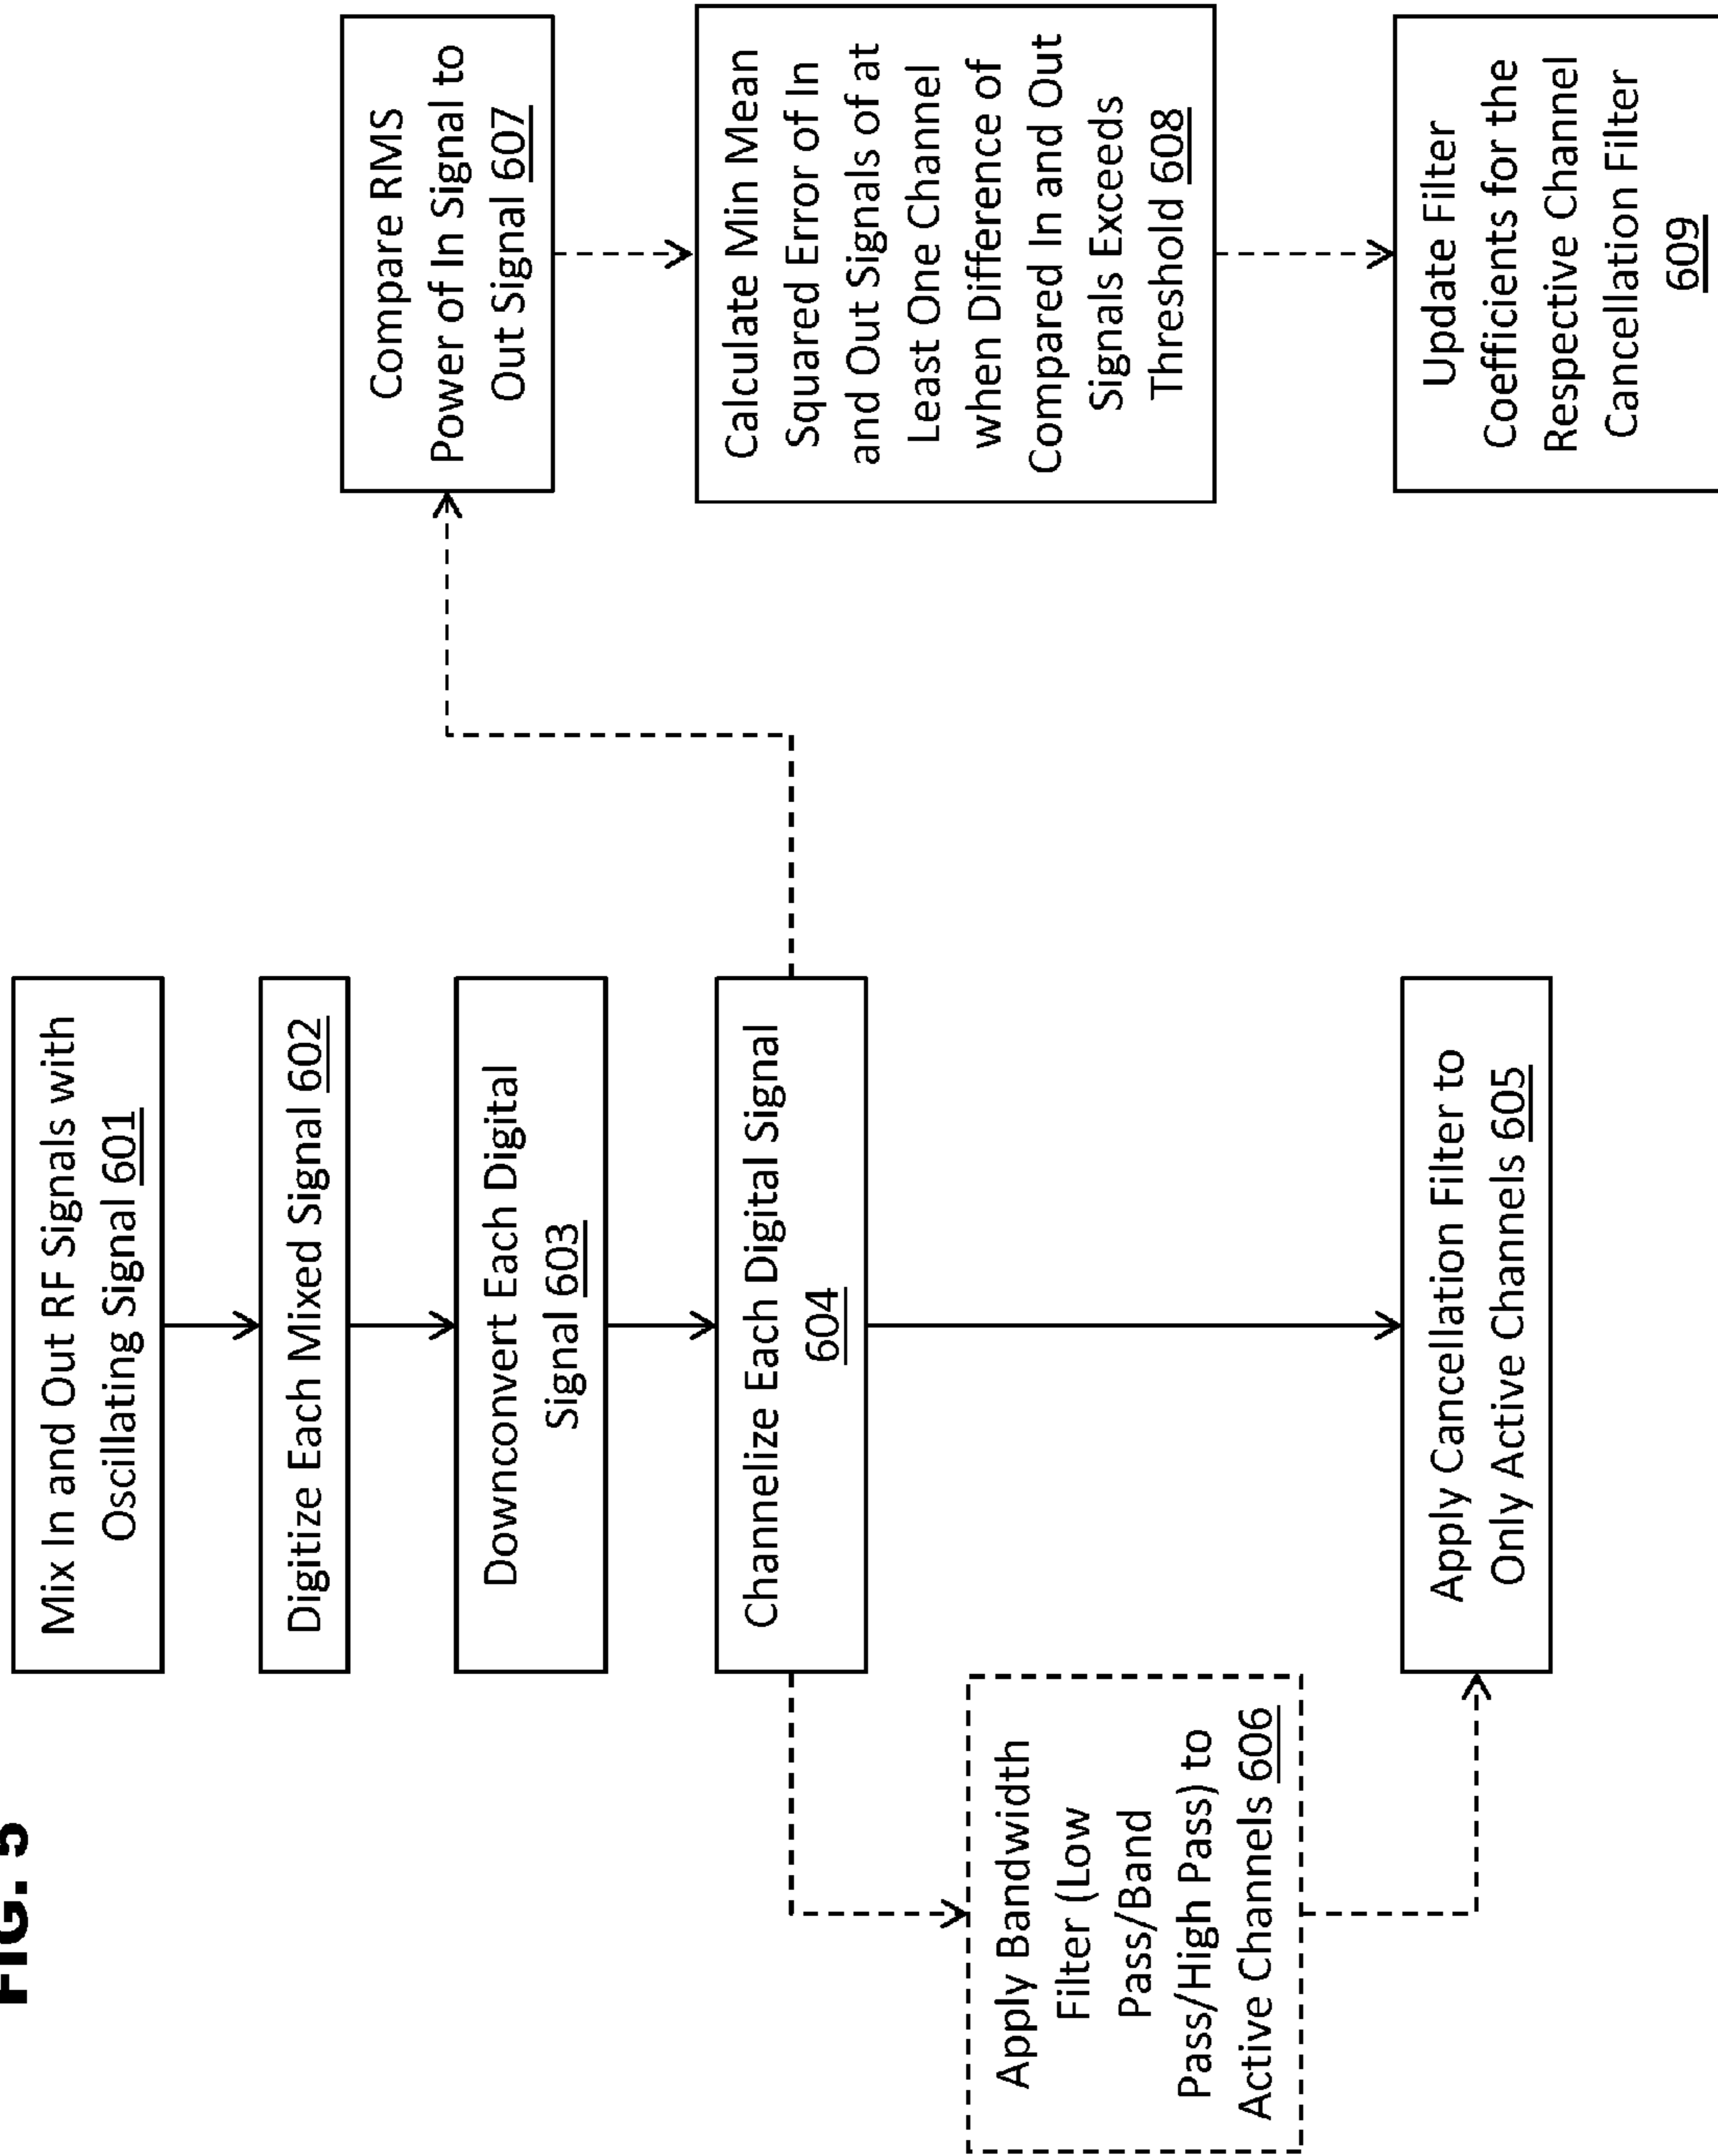 FIG. 5
Mix In and Out RF Signals with
Oscillating Signal 601
Digitize Each Mixed Signal 602
Downconvert Each Digital
Signal 603
Channelize Each Digital Signal
604
Apply Bandwidth
Filter (Low
Pass/Band
Pass/High Pass) to
Active Channels 606
Apply Cancellation Filter to
Only Active Channels 605
Compare RMS
Power of In Signal to
Out Signal 607
Calculate Min Mean
Squared Error of In
and Out Signals of at
Least One Channel
when Difference of
Compared In and Out
Signals Exceeds
Threshold 608
Update Filter
Coefficients for the
Respective Channel
Cancellation Filter
609